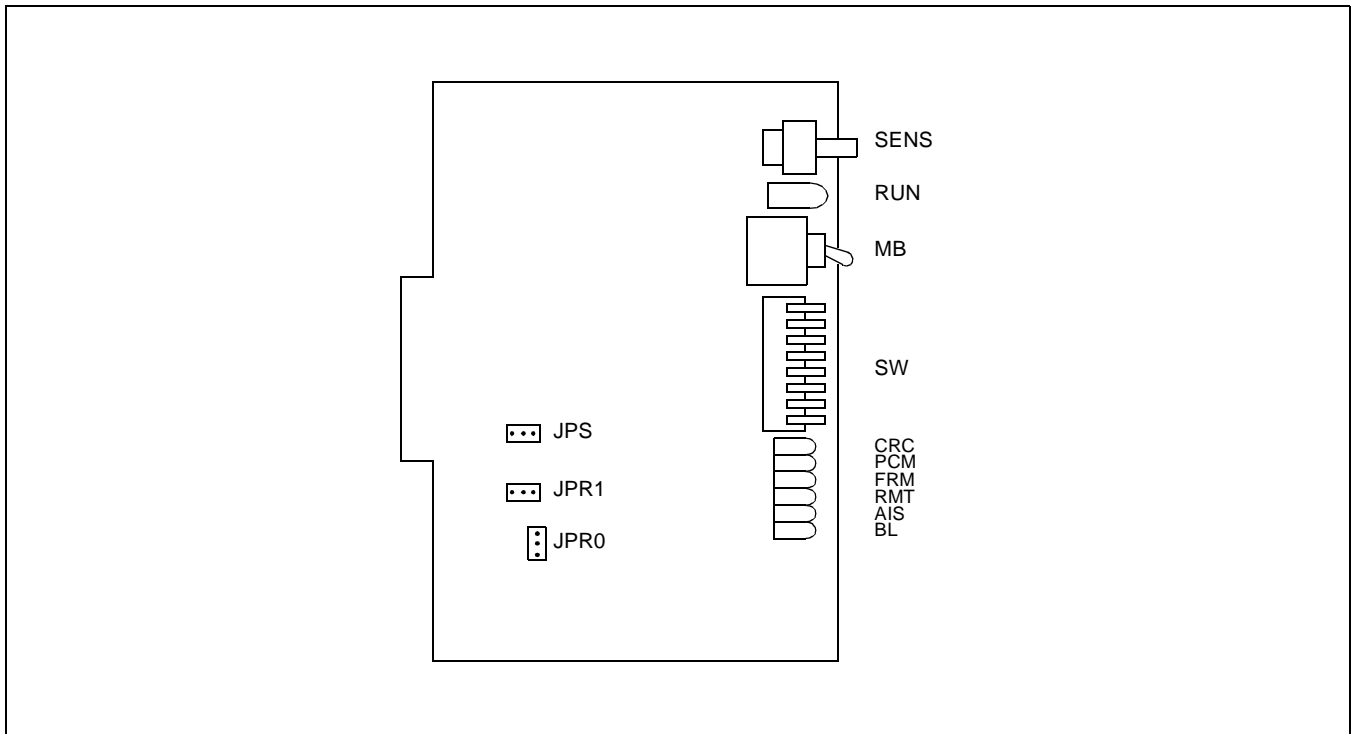 SENS
RUN
MB
SW
JPS
CRC
PCM
FRM
RMT
AIS
BL
JPR1
JPR0